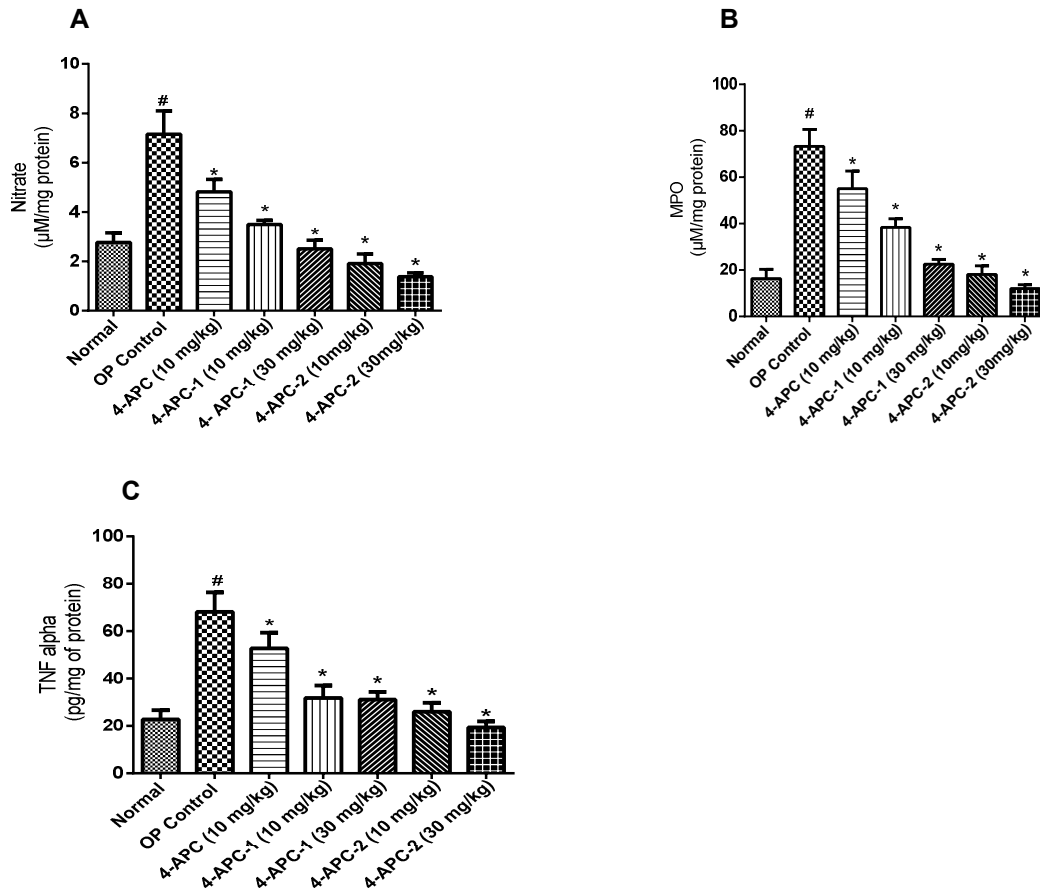 A
Nitrate
(µM/mg protein)
10
8
6
4
2
0
#
*
*
*
*
*
Normal
OP Control
4-APC (10 mg/kg)
4-APC-1 (10 mg/kg)
4- APC-1 (30 mg/kg)
4-APC-2 (10mg/kg)
4-APC-2 (30mg/kg)
B
MPO
(µM/mg protein)
100
80
60
40
20
0
#
*
*
*
*
*
Normal
OP Control
4-APC (10 mg/kg)
4-APC-1 (10 mg/kg)
4-APC-1 (30 mg/kg)
4-APC-2 (10mg/kg)
4-APC-2 (30mg/kg)
C
TNF alpha
(pg/mg of protein)
100
80
60
40
20
0
#
*
*
*
*
*
Normal
OP Control
4-APC (10 mg/kg)
4-APC-1 (10 mg/kg)
4-APC-1 (30 mg/kg)
4-APC-2 (10 mg/kg)
4-APC-2 (30 mg/kg)